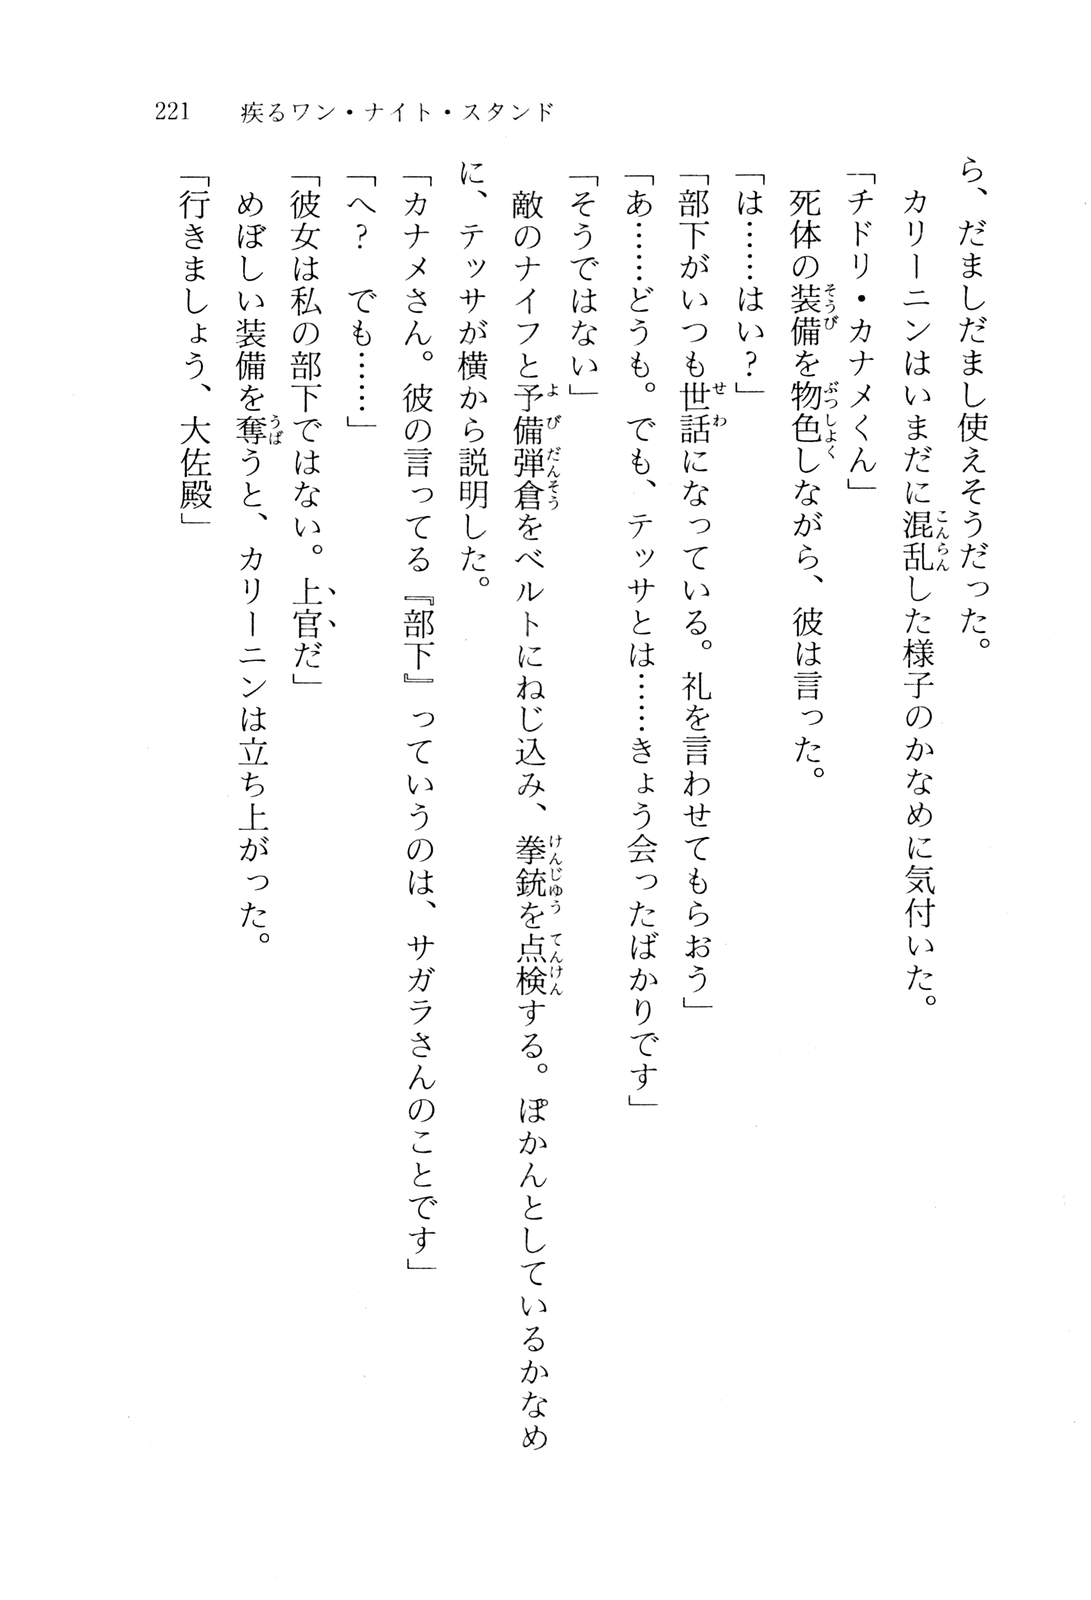 221　疾るワン・ナイト・スタンド
ら、だましだまし使えそうだった。
　カリーニンはいまだに混乱した様子のかなめに気付いた。
「チドリ・カナメくん」
　死体の装備を物色しながら、彼は言った。
「は……はい？」
「部下がいつも世話になっている。礼を言わせてもらおう」
「あ……どうも。でも、テッサとは……きょう会ったばかりです」
「そうではない」
　敵のナイフと予備弾倉をベルトにねじ込み、拳銃を点検する。ぽかんとしているかなめ
に、テッサが横から説明した。
「カナメさん。彼の言ってる『部下』っていうのは、サガラさんのことです」
「へ？　でも……」
「彼女は私の部下ではない。上官だ」
　めぼしい装備を奪うと、カリーニンは立ち上がった。
「行きましょう、大佐殿」